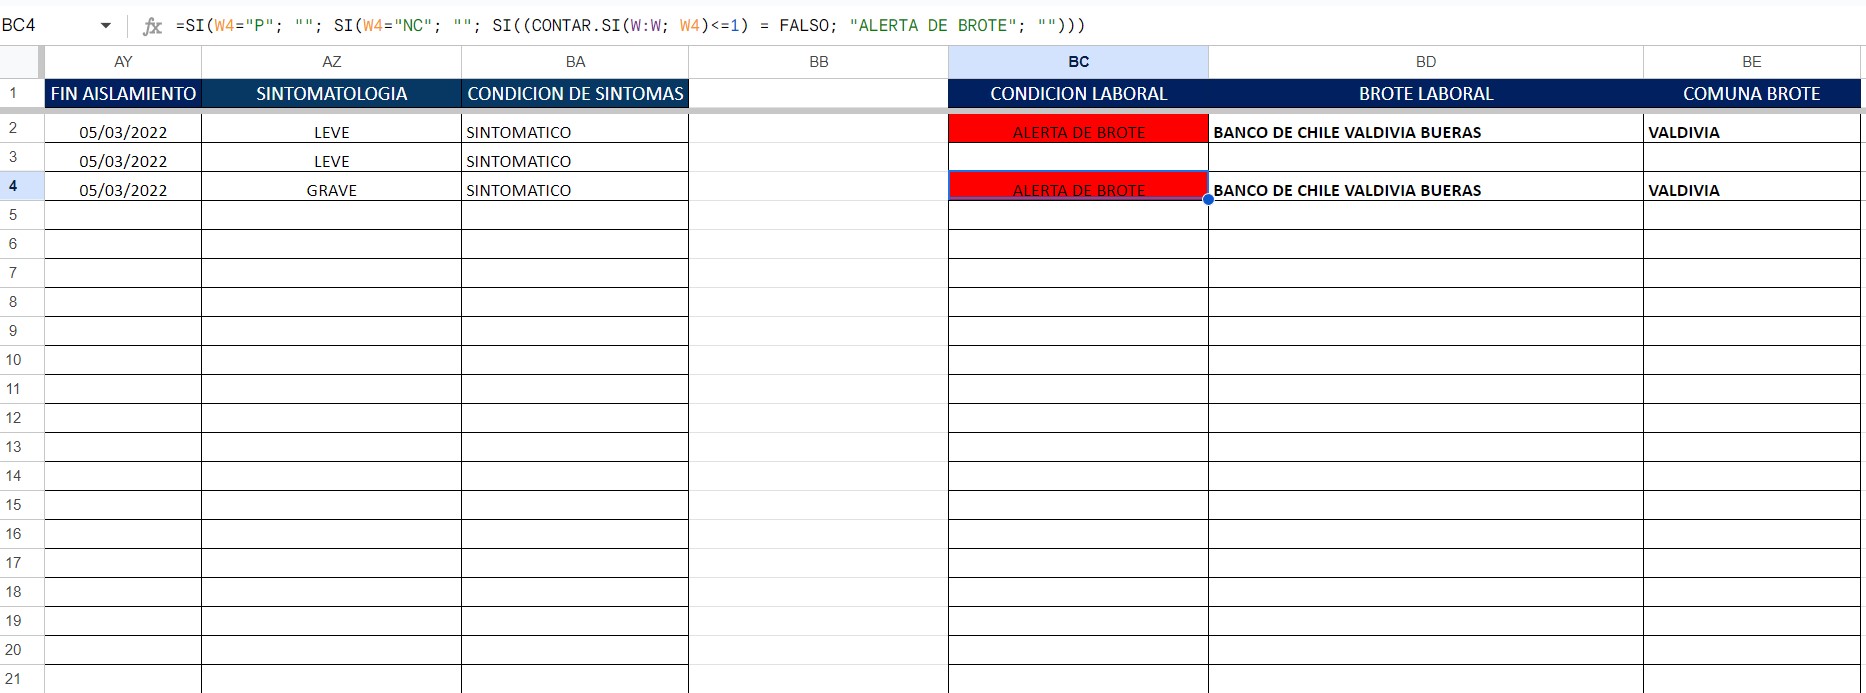 BC4 fx =SI(W4="P"; ""; SI(W4="NC"; ""; SI((CONTAR.SI(W:W; W4)<=1) = FALSO; "ALERTA DE BROTE"; "")))
AY AZ BA BB BC BD BE
1 FIN AISLAMIENTO SINTOMATOLOGIA CONDICION DE SINTOMAS CONDICION LABORAL BROTE LABORAL COMUNA BROTE
2 05/03/2022 LEVE SINTOMATICO ALERTA DE BROTE BANCO DE CHILE VALDIVIA BUERAS VALDIVIA
3 05/03/2022 LEVE SINTOMATICO
4 05/03/2022 GRAVE SINTOMATICO ALERTA DE BROTE BANCO DE CHILE VALDIVIA BUERAS VALDIVIA
5
6
7
8
9
10
11
12
13
14
15
16
17
18
19
20
21